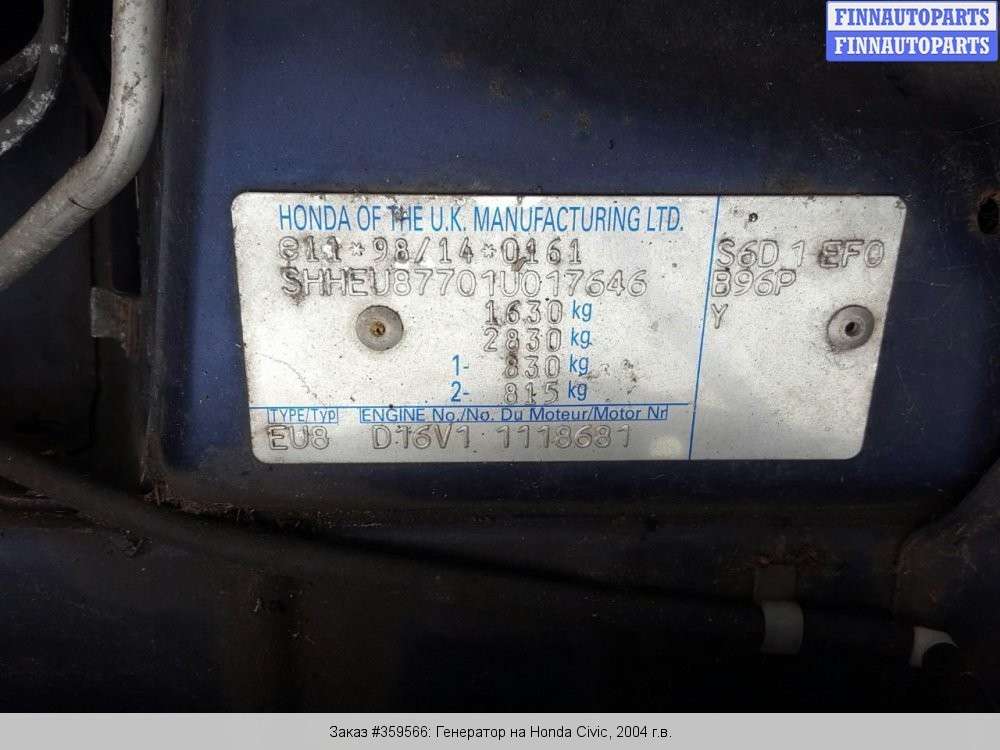 FINNAUTOPARTS
FINNAUTOPARTS
HONDA OF THE U.K. MANUFACTURING LTD.
e11*98/14*0161
SHHEU87701U017646
1630 kg
2830 kg
1- 830 kg
2- 815 kg
S6D 1 EF0
B96P
Y
TYPE/TYP ENGINE No./No. Du Moteur/Motor Nr
EU8 D16V1 1118681
Заказ #359566: Генератор на Honda Civic, 2004 г.в.